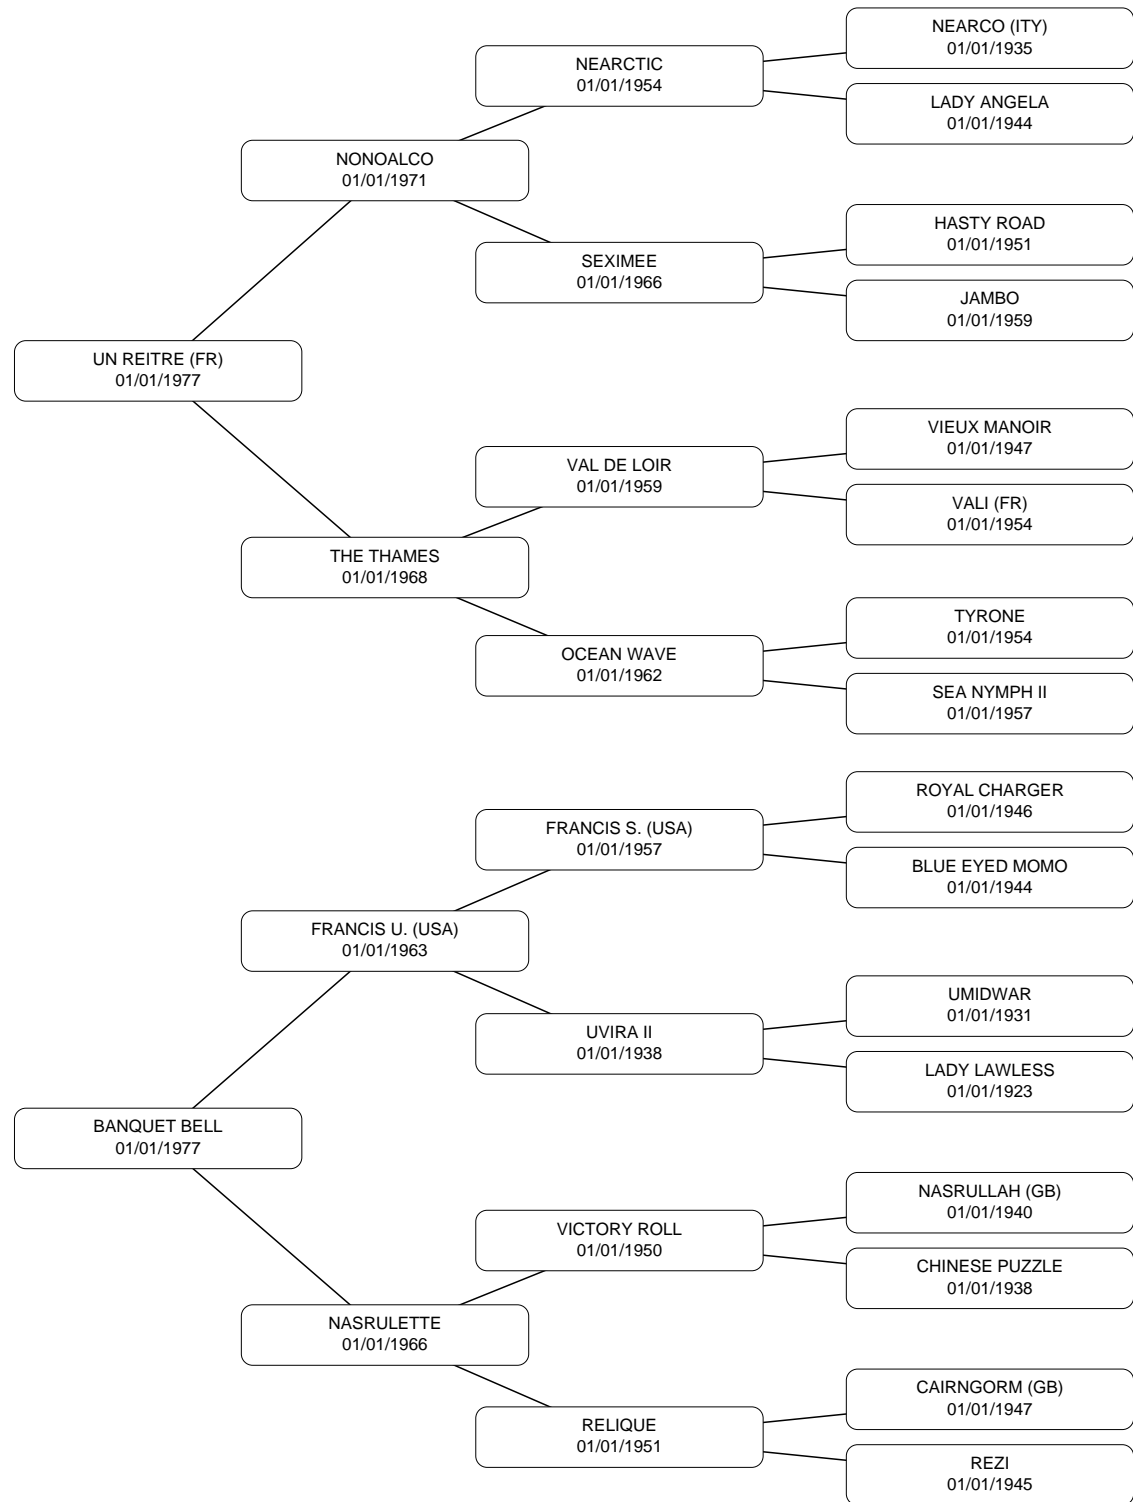 NEARCO (ITY)
01/01/1935
NEARCTIC
01/01/1954
LADY ANGELA
01/01/1944
NONOALCO
01/01/1971
HASTY ROAD
01/01/1951
SEXIMEE
01/01/1966
JAMBO
01/01/1959
UN REITRE (FR)
01/01/1977
VIEUX MANOIR
01/01/1947
VAL DE LOIR
01/01/1959
VALI (FR)
01/01/1954
THE THAMES
01/01/1968
TYRONE
01/01/1954
OCEAN WAVE
01/01/1962
SEA NYMPH II
01/01/1957
ROYAL CHARGER
01/01/1946
FRANCIS S. (USA)
01/01/1957
BLUE EYED MOMO
01/01/1944
FRANCIS U. (USA)
01/01/1963
UMIDWAR
01/01/1931
UVIRA II
01/01/1938
LADY LAWLESS
01/01/1923
BANQUET BELL
01/01/1977
NASRULLAH (GB)
01/01/1940
VICTORY ROLL
01/01/1950
CHINESE PUZZLE
01/01/1938
NASRULETTE
01/01/1966
CAIRNGORM (GB)
01/01/1947
RELIQUE
01/01/1951
REZI
01/01/1945